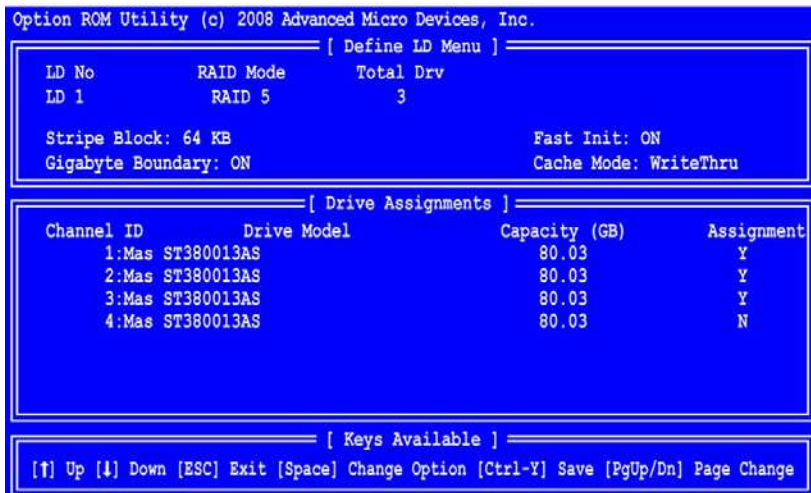 Option ROM Utility (c) 2008 Advanced Micro Devices, Inc.
[ Define LD Menu ]
LD No RAID Mode Total Drv
LD 1 RAID 5 3
Stripe Block: 64 KB Fast Init: ON
Gigabyte Boundary: ON Cache Mode: WriteThru
[ Drive Assignments ]
Channel ID Drive Model Capacity (GB) Assignment
1:Mas ST380013AS 80.03 Y
2:Mas ST380013AS 80.03 Y
3:Mas ST380013AS 80.03 Y
4:Mas ST380013AS 80.03 N
[ Keys Available ]
[↑] Up [↓] Down [ESC] Exit [Space] Change Option [Ctrl-Y] Save [PgUp/Dn] Page Change